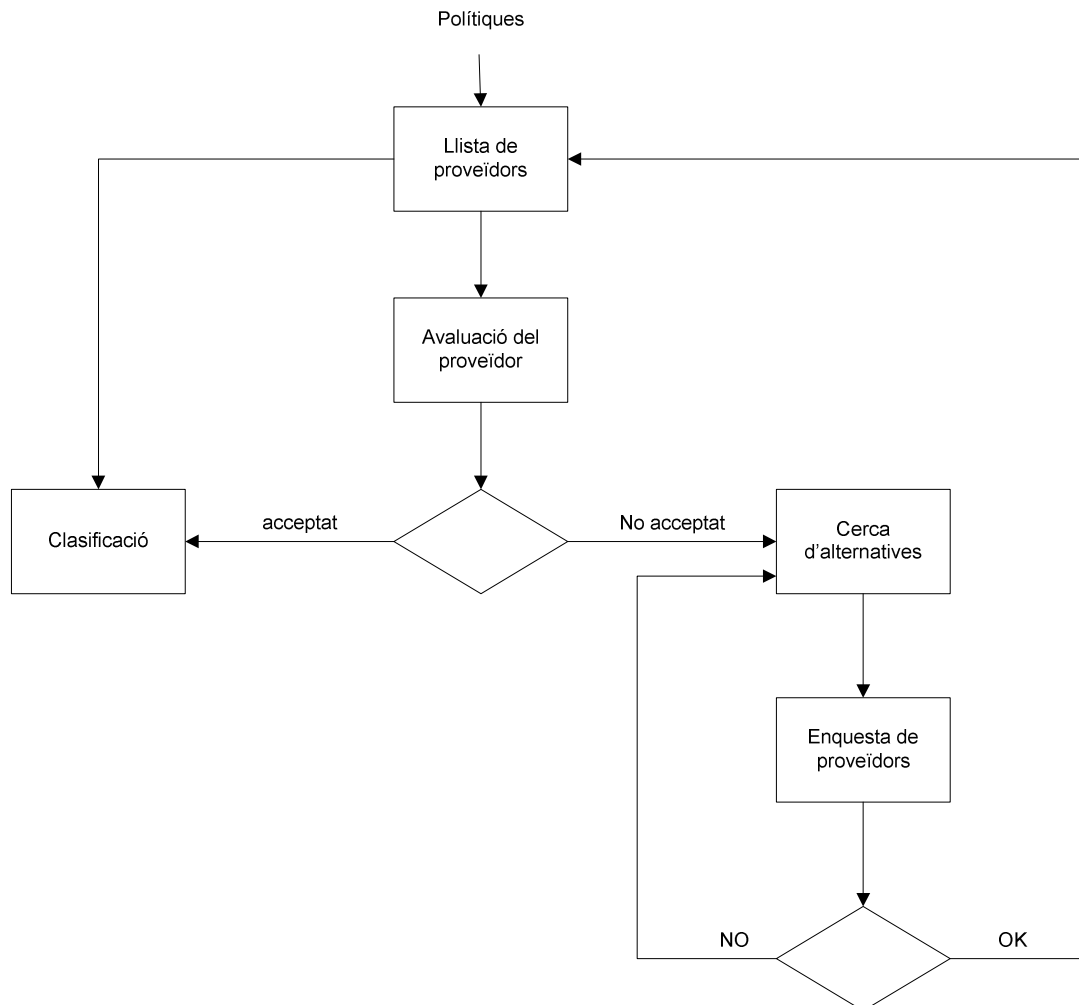 Polítiques
Llista de
proveïdors
Avaluació del
proveïdor
Clasificació
acceptat
No acceptat
Cerca
d’alternatives
Enquesta de
proveïdors
NO
OK